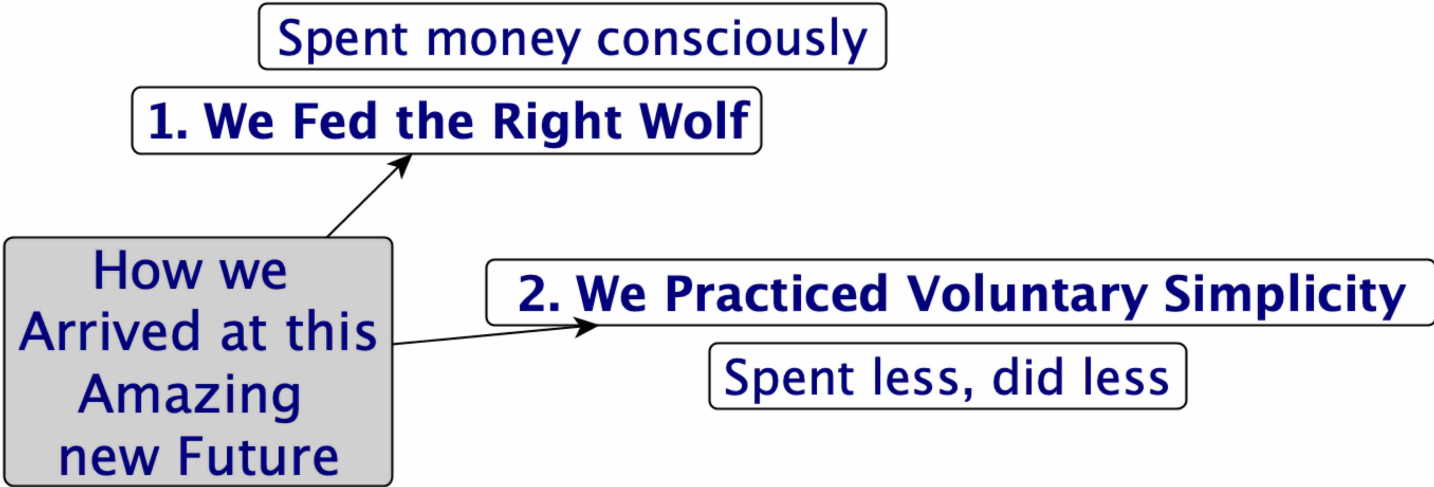 Spent money consciously
1. We Fed the Right Wolf
How we
Arrived at this
Amazing
new Future
2. We Practiced Voluntary Simplicity
Spent less, did less